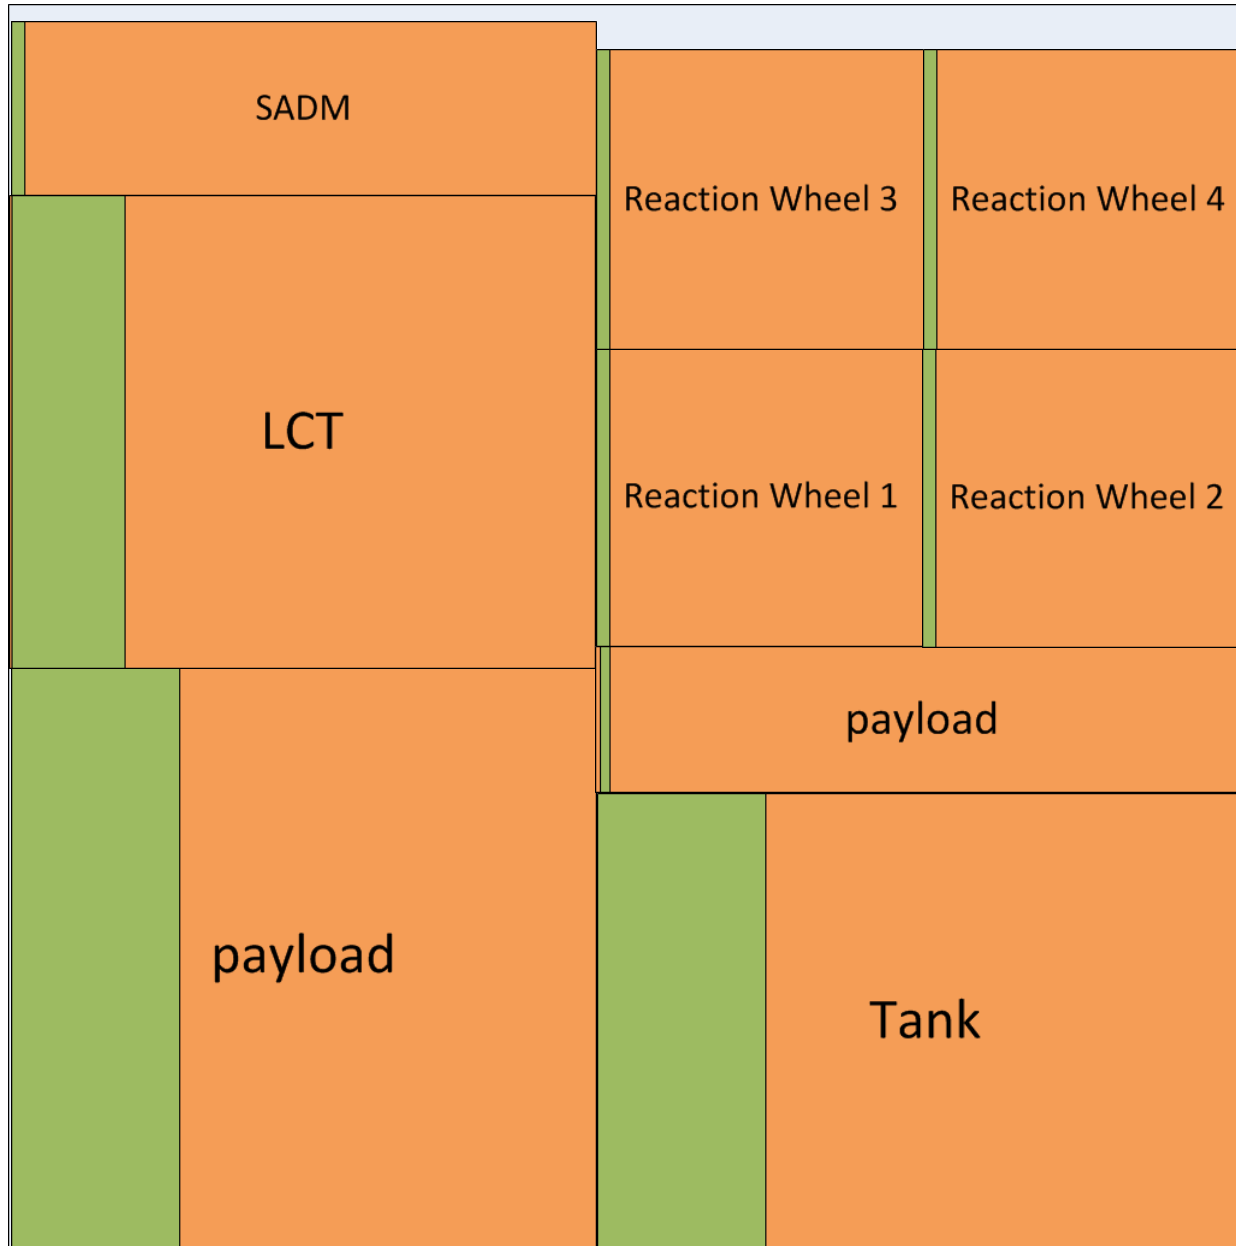 SADM
Reaction Wheel 3
Reaction Wheel 4
LCT
Reaction Wheel 1
Reaction Wheel 2
payload
payload
Tank